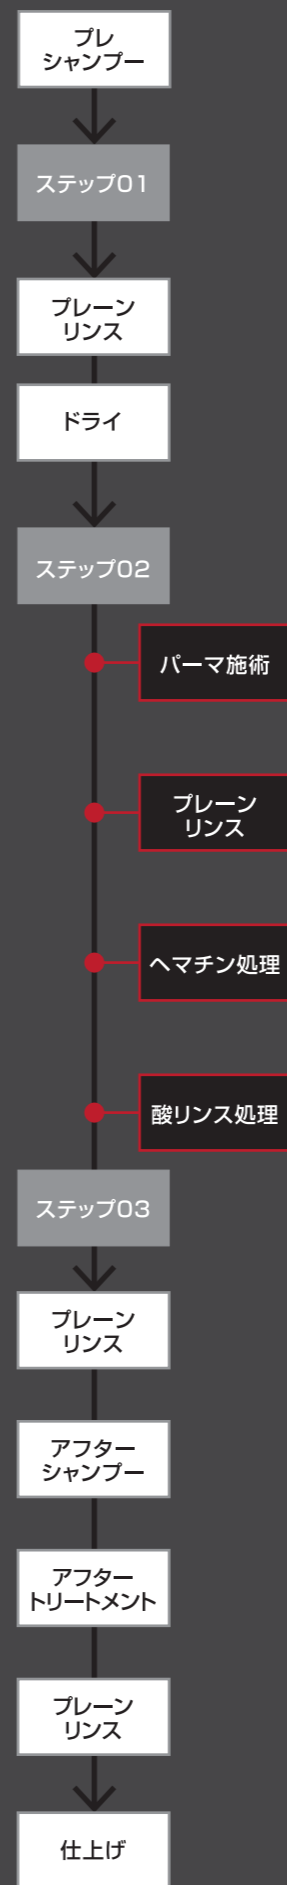 プレ
シャンプー
ステップ01
プレーン
リンス
ドライ
ステップ02
パーマ施術
プレーン
リンス
ヘマチン処理
酸リンス処理
ステップ03
プレーン
リンス
アフター
シャンプー
アフター
トリートメント
プレーン
リンス
仕上げ